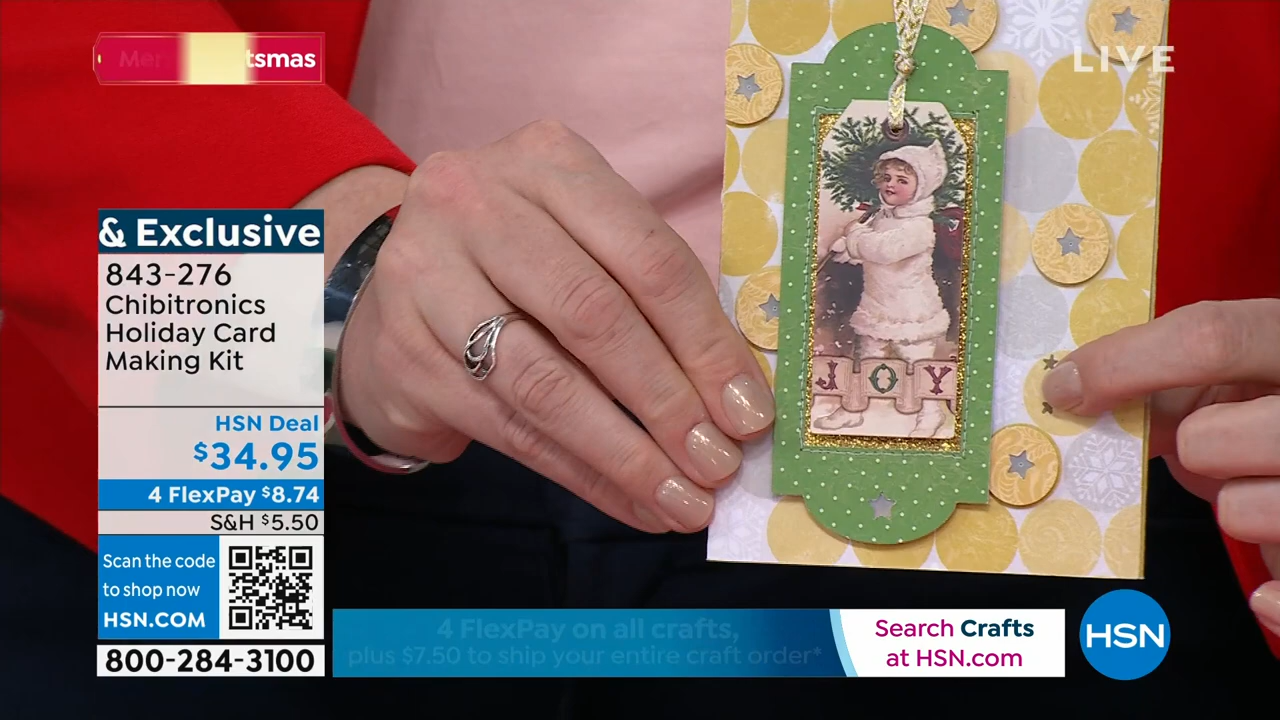 Mer tsmas
HSN
LIVE
& Exclusive
843-276
Chibitronics
Holiday Card
Making Kit
HSN Deal
$34.95
4 FlexPay $8.74
S&H $5.50
Scan the code
to shop now
HSN.COM
800-284-3100
JOY
4 FlexPay on all crafts,
plus $7.50 to ship your entire craft order*
Search Crafts
at HSN.com
HSN